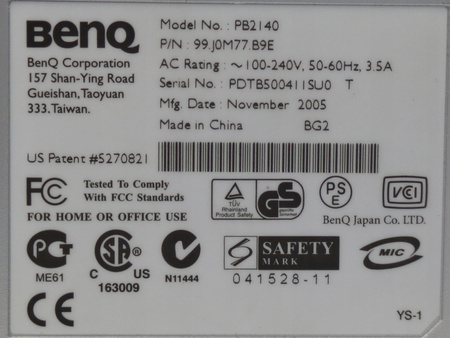 BenQ
BenQ Corporation
157 Shan-Ying Road
Gueishan, Taoyuan
333, Taiwan.
Model No. : PB2140
P/N : 99.J0M77.B9E
AC Rating : ~100-240V, 50-60Hz, 3.5A
Serial No. : PDTB500411SU0 T
Mfg. Date : November 2005
Made in China BG2
US Patent #5270821
FC
Tested To Comply
With FCC Standards
FOR HOME OR OFFICE USE
TÜV
Rheinland
Product Safety
GS
geprüfte
Sicherheit
PS
E
VCI
BenQ Japan Co. LTD.
ME61
SA
C US
163009
N
N11444
S SAFETY
MARK
041528-11
MIC
CE
YS-1